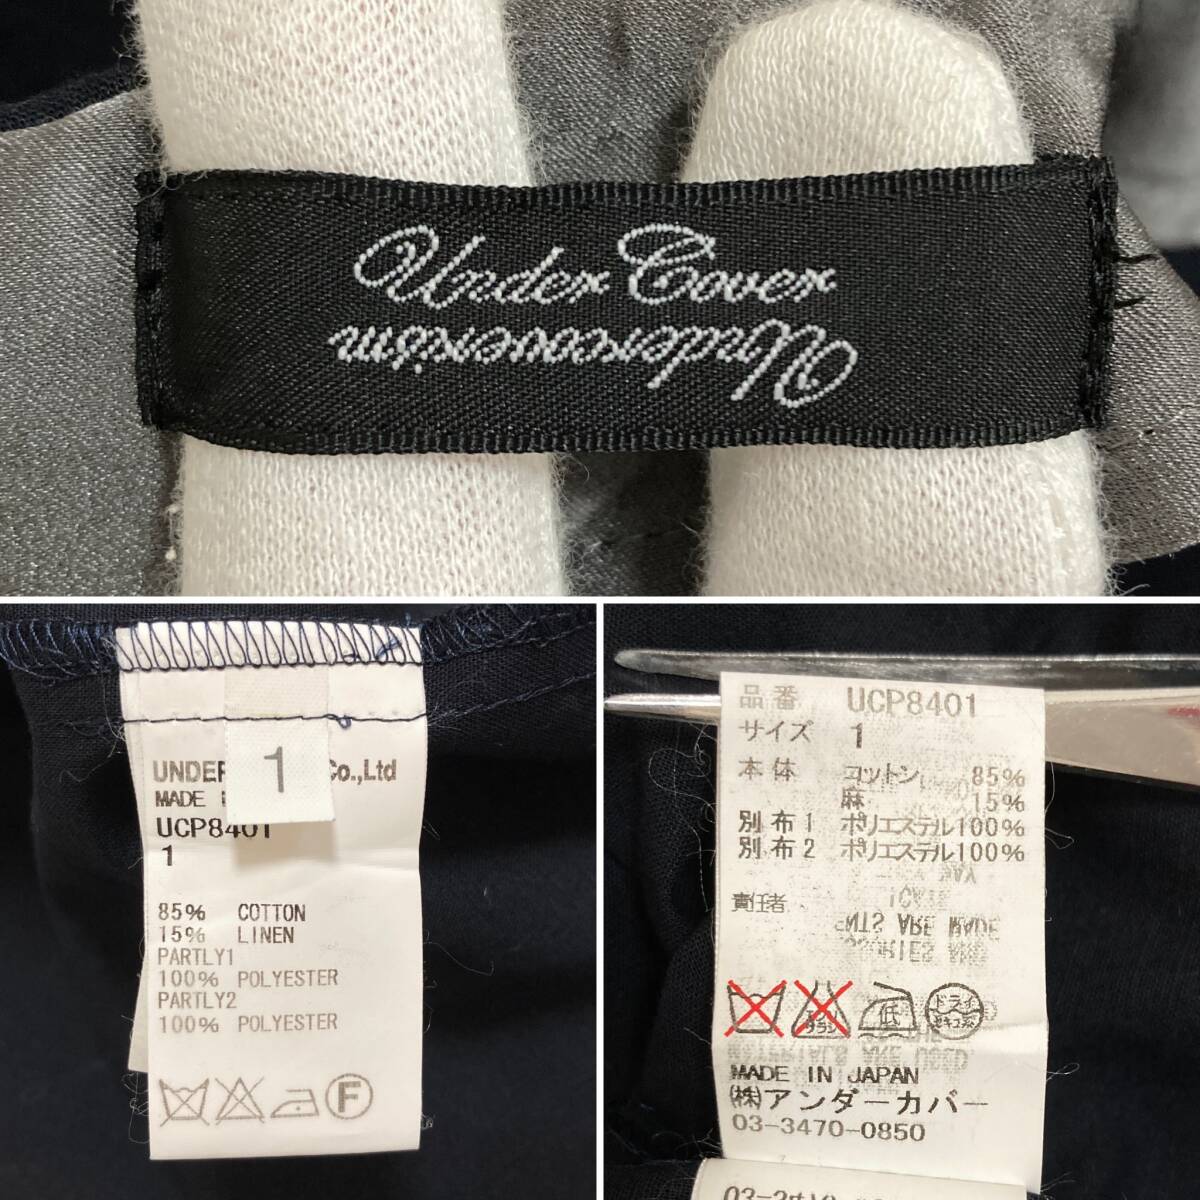 Under Cover
Undercoverism
UNDER Co.,Ltd
MADE
UCP8401
1
1
85% COTTON
15% LINEN
PARTLY1
100% POLYESTER
PARTLY2
100% POLYESTER
F
品番 UCP8401
サイズ 1
本体 コットン 85%
麻 15%
別布1 ポリエステル100%
別布2 ポリエステル100%
責任者
低 ドライ
セキユ系
MADE IN JAPAN
(株)アンダーカバー
03-3470-0850